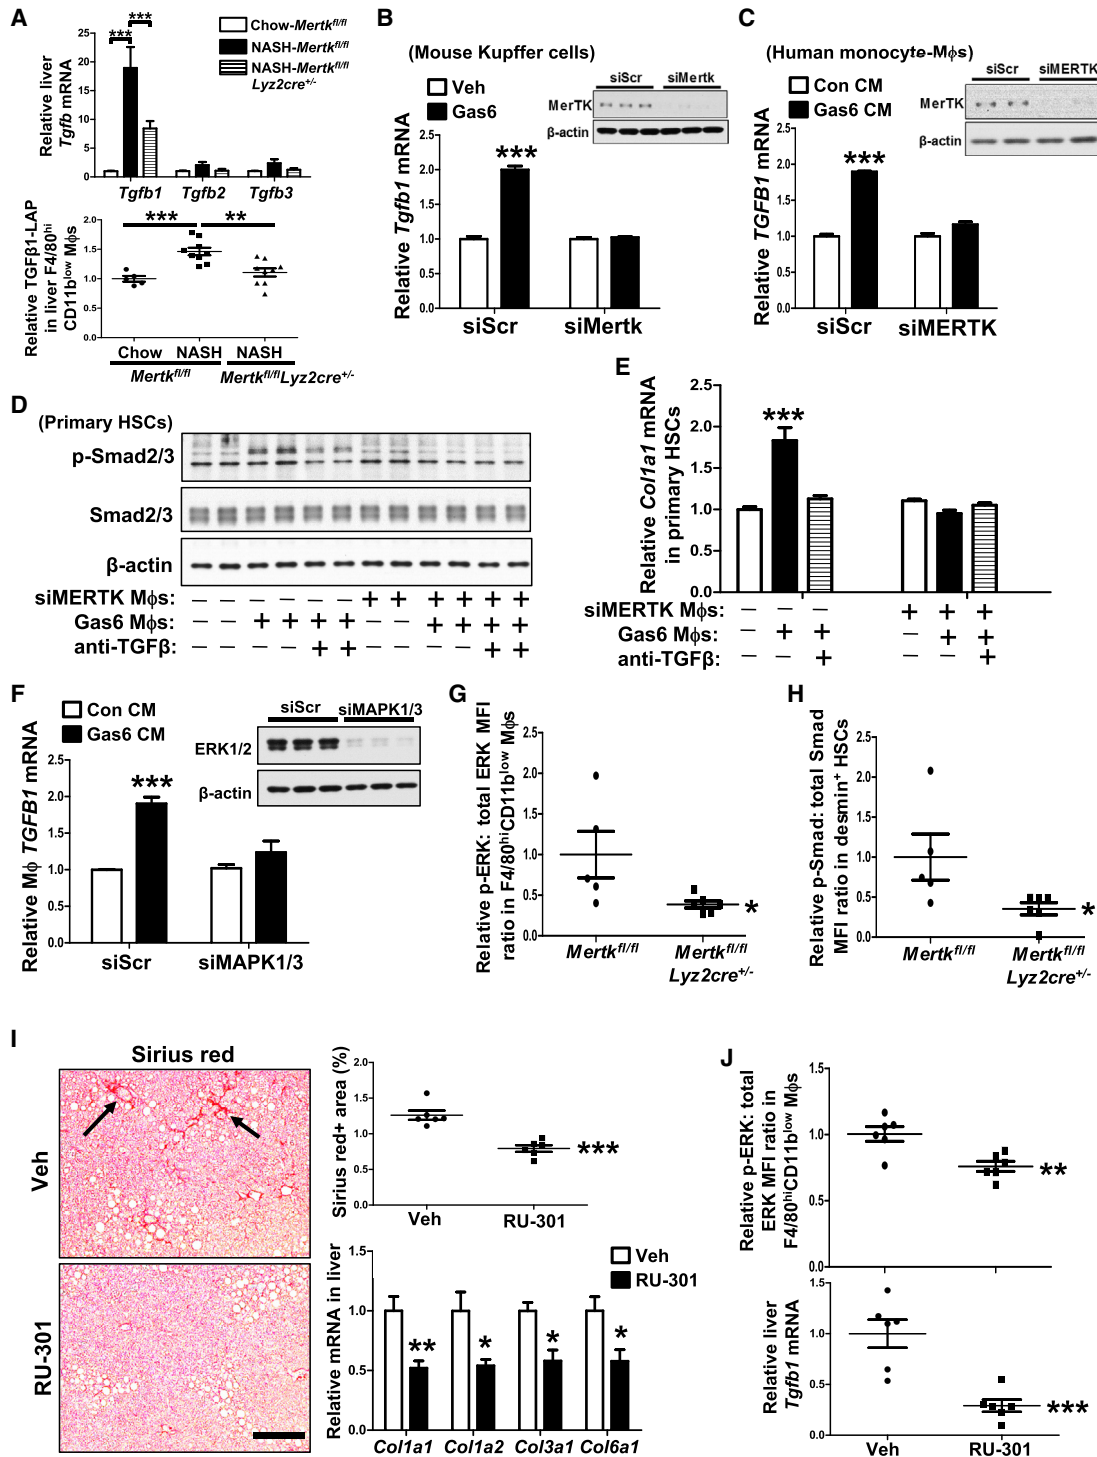 A
Relative liver
Tgfb mRNA
25
20
15
10
5
0
***
***
Chow-Mertkfl/fl
NASH-Mertkfl/fl
NASH-Mertkfl/fl
Lyz2cre+/-
Tgfb1 Tgfb2 Tgfb3
Relative TGFβ1-LAP
in liver F4/80hi
CD11blow Mϕs
2.0
1.5
1.0
0.5
0.0
*** **
Chow NASH NASH
Mertkfl/fl Mertkfl/flLyz2cre+/-
B
(Mouse Kupffer cells)
Veh
Gas6
siScr siMertk
MerTK
β-actin
Relative Tgfb1 mRNA
2.5
2.0
1.5
1.0
0.5
0.0
***
siScr siMertk
C
(Human monocyte-Mϕs)
Con CM
Gas6 CM
siScr siMERTK
MerTK
β-actin
Relative TGFB1 mRNA
2.5
2.0
1.5
1.0
0.5
0.0
***
siScr siMERTK
D
(Primary HSCs)
p-Smad2/3
Smad2/3
β-actin
siMERTK Mϕs: — — — — — — + + + + + +
Gas6 Mϕs: — — + + + + — — + + + +
anti-TGFβ: — — — — + + — — — — + +
E
Relative Col1a1 mRNA
in primary HSCs
2.5
2.0
1.5
1.0
0.5
0.0
***
siMERTK Mϕs: — — — + + +
Gas6 Mϕs: — + + — + +
anti-TGFβ: — — + — — +
F
Con CM
Gas6 CM
siScr siMAPK1/3
ERK1/2
β-actin
Relative Mϕ TGFB1 mRNA
2.5
2.0
1.5
1.0
0.5
0.0
***
siScr siMAPK1/3
G
Relative p-ERK: total ERK MFI
ratio in F4/80hiCD11blow Mϕs
2.5
2.0
1.5
1.0
0.5
0.0
*
Mertkfl/fl Mertkfl/fl
Lyz2cre+/-
H
Relative p-Smad: total Smad
MFI ratio in desmin+ HSCs
2.5
2.0
1.5
1.0
0.5
0.0
*
Mertkfl/fl Mertkfl/fl
Lyz2cre+/-
I
Sirius red
Veh
RU-301
Sirius red+ area (%)
2.0
1.5
1.0
0.5
0.0
***
Veh RU-301
Relative mRNA in liver
1.5
1.0
0.5
0.0
Veh
RU-301
** * * *
Col1a1 Col1a2 Col3a1 Col6a1
J
Relative p-ERK: total
ERK MFI ratio in
F4/80hiCD11blow Mϕs
1.5
1.0
0.5
0.0
**
Relative liver
Tgfb1 mRNA
1.5
1.0
0.5
0.0
***
Veh RU-301